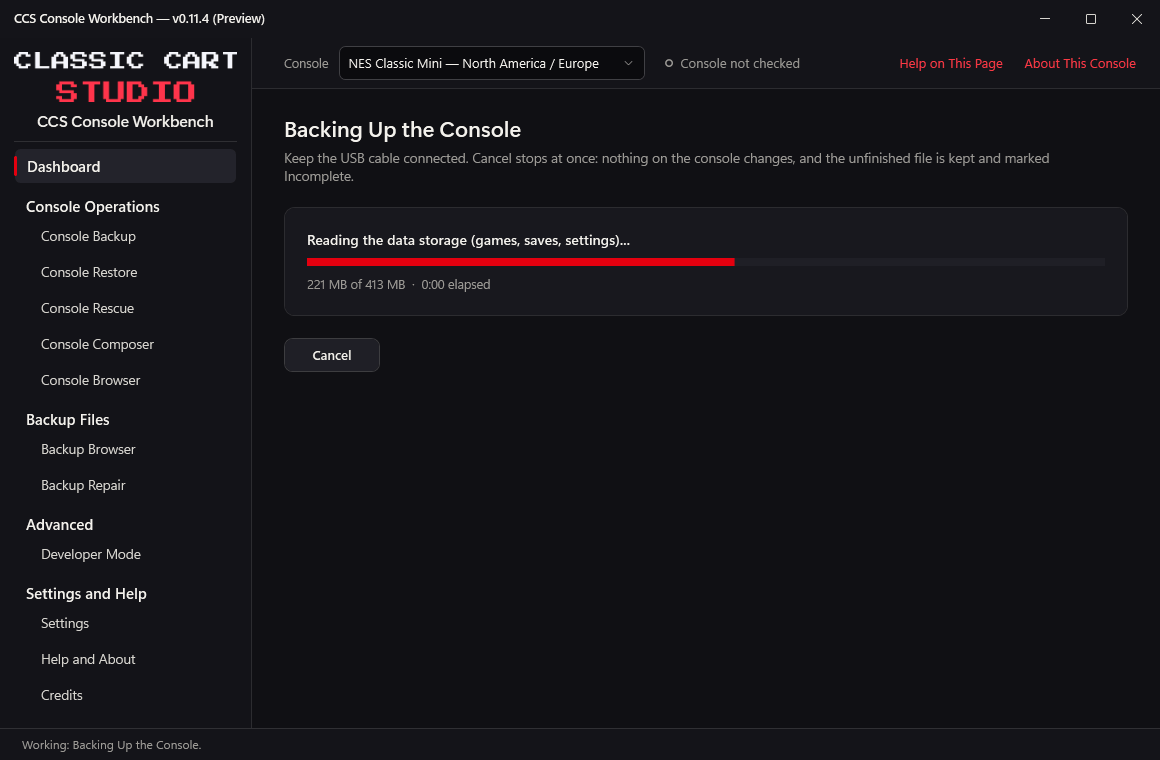 CCS Console Workbench — v0.11.4 (Preview)
CLASSIC CART
STUDIO
CCS Console Workbench
Dashboard
Console Operations
Console Backup
Console Restore
Console Rescue
Console Composer
Console Browser
Backup Files
Backup Browser
Backup Repair
Advanced
Developer Mode
Settings and Help
Settings
Help and About
Credits
Console
NES Classic Mini — North America / Europe
Console not checked
Help on This Page
About This Console
Backing Up the Console
Keep the USB cable connected. Cancel stops at once: nothing on the console changes, and the unfinished file is kept and marked
Incomplete.
Reading the data storage (games, saves, settings)...
221 MB of 413 MB · 0:00 elapsed
Cancel
Working: Backing Up the Console.